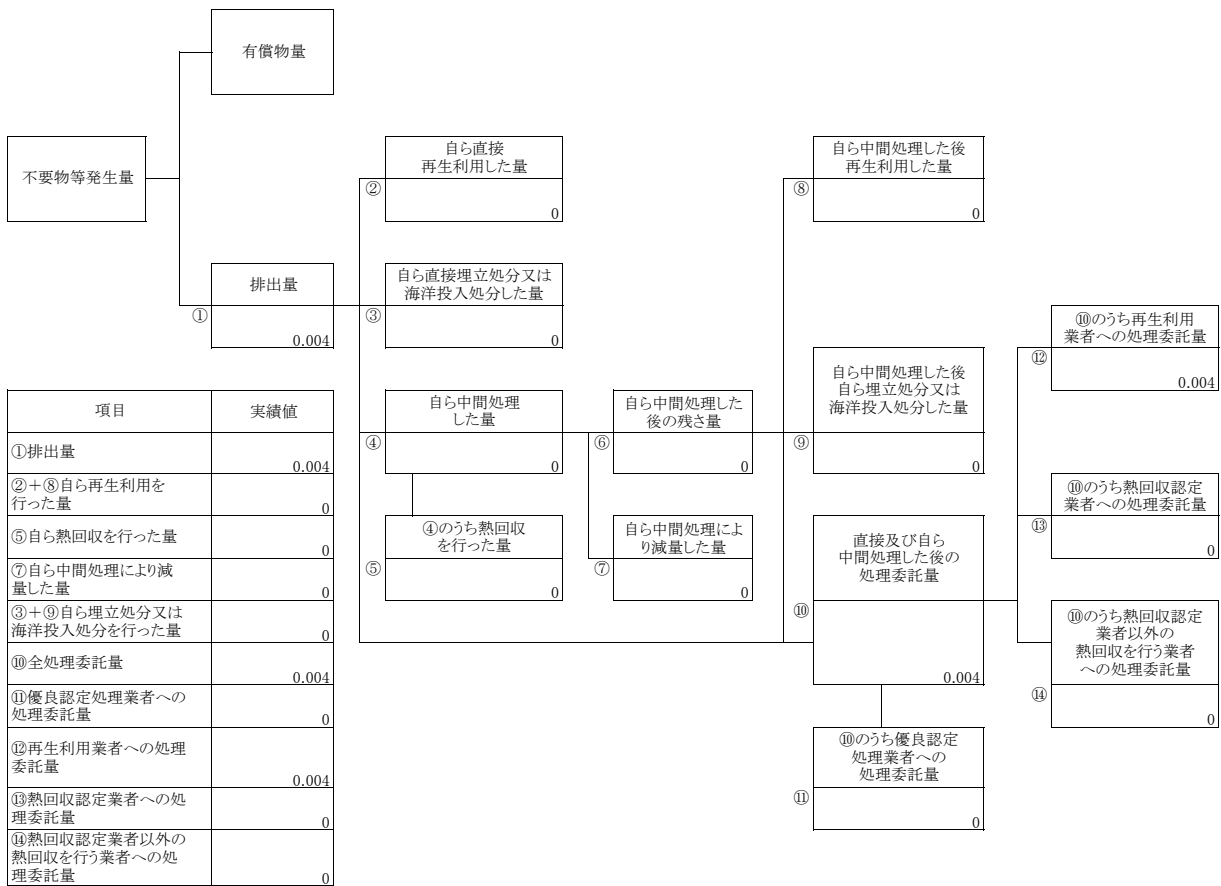 有償物量
不要物等発生量
自ら直接
再生利用した量
②
0
自ら中間処理した後
再生利用した量
⑧
0
排出量
①
0.004
自ら直接埋立処分又は
海洋投入処分した量
③
0
⑩のうち再生利用
業者への処理委託量
⑫
0.004
自ら中間処理
した量
④
0
自ら中間処理した
後の残さ量
⑥
0
自ら中間処理した後
自ら埋立処分又は
海洋投入処分した量
⑨
0
⑩のうち熱回収認定
業者への処理委託量
⑬
0
④のうち熱回収
を行った量
⑤
0
自ら中間処理によ
り減量した量
⑦
0
直接及び自ら
中間処理した後の
処理委託量
⑩
0.004
⑩のうち熱回収認定
業者以外の
熱回収を行う業者
への処理委託量
⑭
0
⑩のうち優良認定
処理業者への
処理委託量
⑪
0
項目 実績値
①排出量
0.004
②+⑧自ら再生利用を
行った量
0
⑤自ら熱回収を行った量
0
⑦自ら中間処理により減
量した量
0
③+⑨自ら埋立処分又は
海洋投入処分を行った量
0
⑩全処理委託量
0.004
⑪優良認定処理業者への
処理委託量
0
⑫再生利用業者への処理
委託量
0.004
⑬熱回収認定業者への処
理委託量
0
⑭熱回収認定業者以外の
熱回収を行う業者への処
理委託量
0